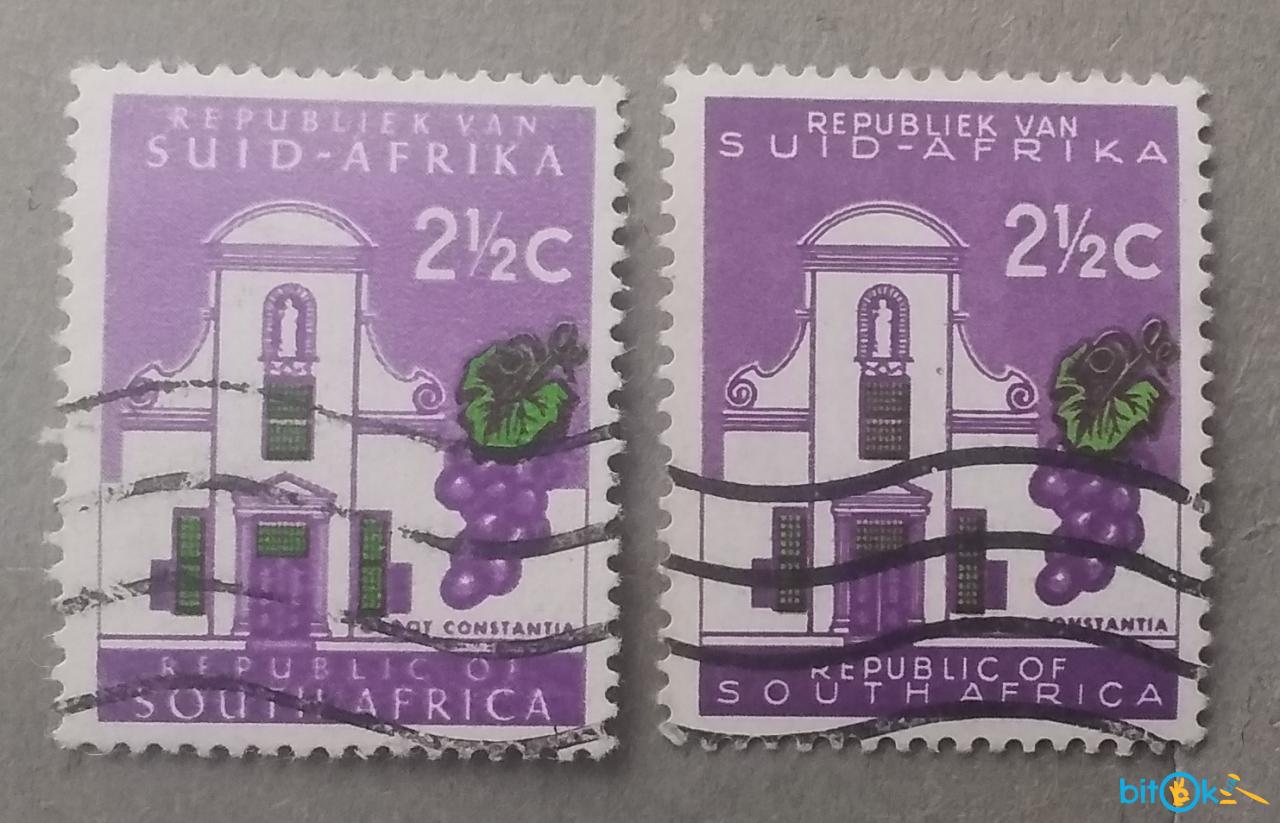 REPUBLIEK VAN
SUID-AFRIKA
2½C
CONSTANTIA
REPUBLIC OF
SOUTH AFRICA
REPUBLIEK VAN
SUID-AFRIKA
2½C
CONSTANTIA
REPUBLIC OF
SOUTH AFRICA
bitOk